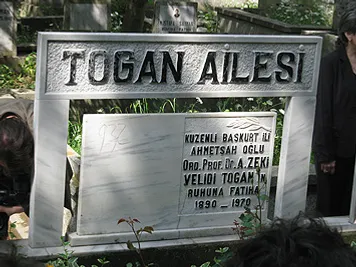 TOGAN AİLESİ
KUZENLİ BAŞKURT İLİ
AHMETŞAH OĞLU
ORD. PROF. DR. A. ZEKİ
VELİDİ TOGAN'IN
RUHUNA FATİHA
1890 - 1970